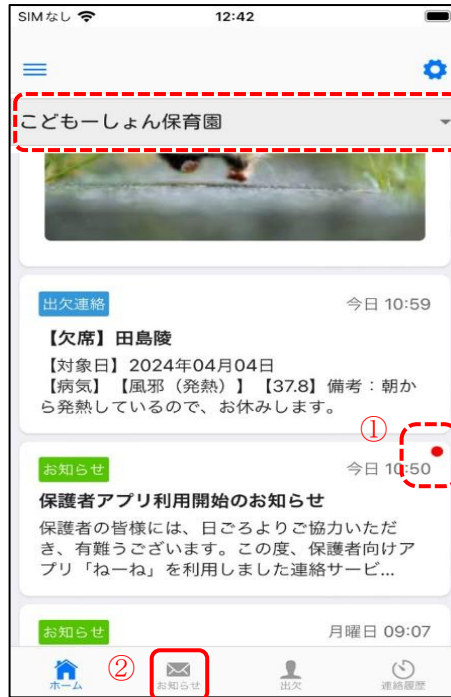 SIMなし 12:42
こどもーしょん保育園
出欠連絡 今日 10:59
【欠席】田島陵
【対象日】2024年04月04日
【病気】【風邪（発熱）】【37.8】備考：朝か
ら発熱しているので、お休みします。
①
お知らせ 今日 10:50
保護者アプリ利用開始のお知らせ
保護者の皆様には、日ごろよりご協力いただ
き、有難うございます。この度、保護者向けア
プリ「ねーね」を利用しました連絡サービ...
お知らせ 月曜日 09:07
②
ホーム お知らせ 出欠 連絡履歴